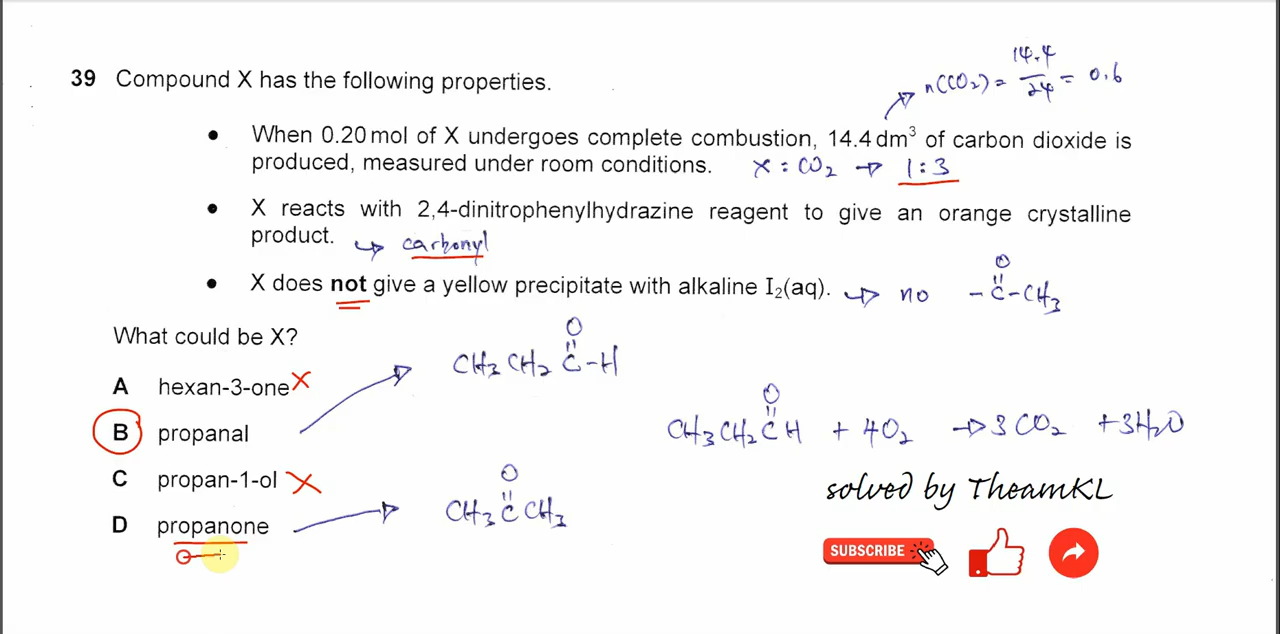 14.4
n(CO₂) = ― = 0.6
24
39 Compound X has the following properties.
• When 0.20 mol of X undergoes complete combustion, 14.4 dm³ of carbon dioxide is
produced, measured under room conditions. X : CO₂ → 1 : 3
• X reacts with 2,4-dinitrophenylhydrazine reagent to give an orange crystalline
product. ↪ carbonyl
• X does not give a yellow precipitate with alkaline I₂(aq). ↪ no
O
=
-C-CH₃
What could be X?
A hexan-3-one X
B propanal
C propan-1-ol X
D propanone
O
=
CH₃CH₂C-H
O
=
CH₃CH₂CH + 4O₂ → 3CO₂ + 3H₂O
O
=
CH₃CCH₃
solved by TheamKL
SUBSCRIBE